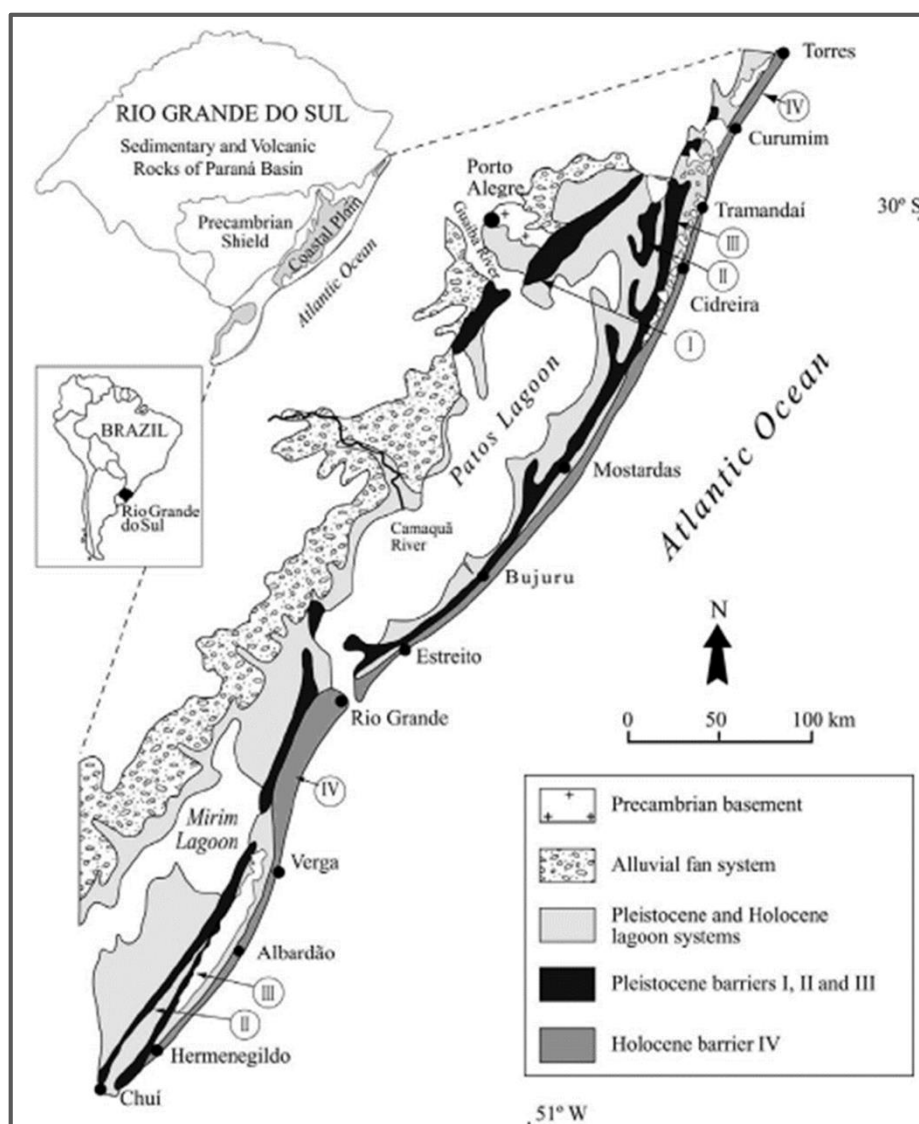 RIO GRANDE DO SUL
Sedimentary and Volcanic
Rocks of Paraná Basin
Precambrian
Shield
Coastal Plain
Atlantic Ocean
BRAZIL
Rio Grande
do Sul
Torres
IV
Curumim
Porto
Alegre
Guaíba River
Tramandaí
30º S
III
II
Cidreira
I
Patos Lagoon
Atlantic Ocean
Mostardas
Camaquã
River
Bujuru
N
Estreito
Rio Grande
0 50 100 km
IV
Mirim
Lagoon
Verga
Albardão
III
II
Hermenegildo
Chuí
Precambrian basement
Alluvial fan system
Pleistocene and Holocene
lagoon systems
Pleistocene barriers I, II and III
Holocene barrier IV
51º W